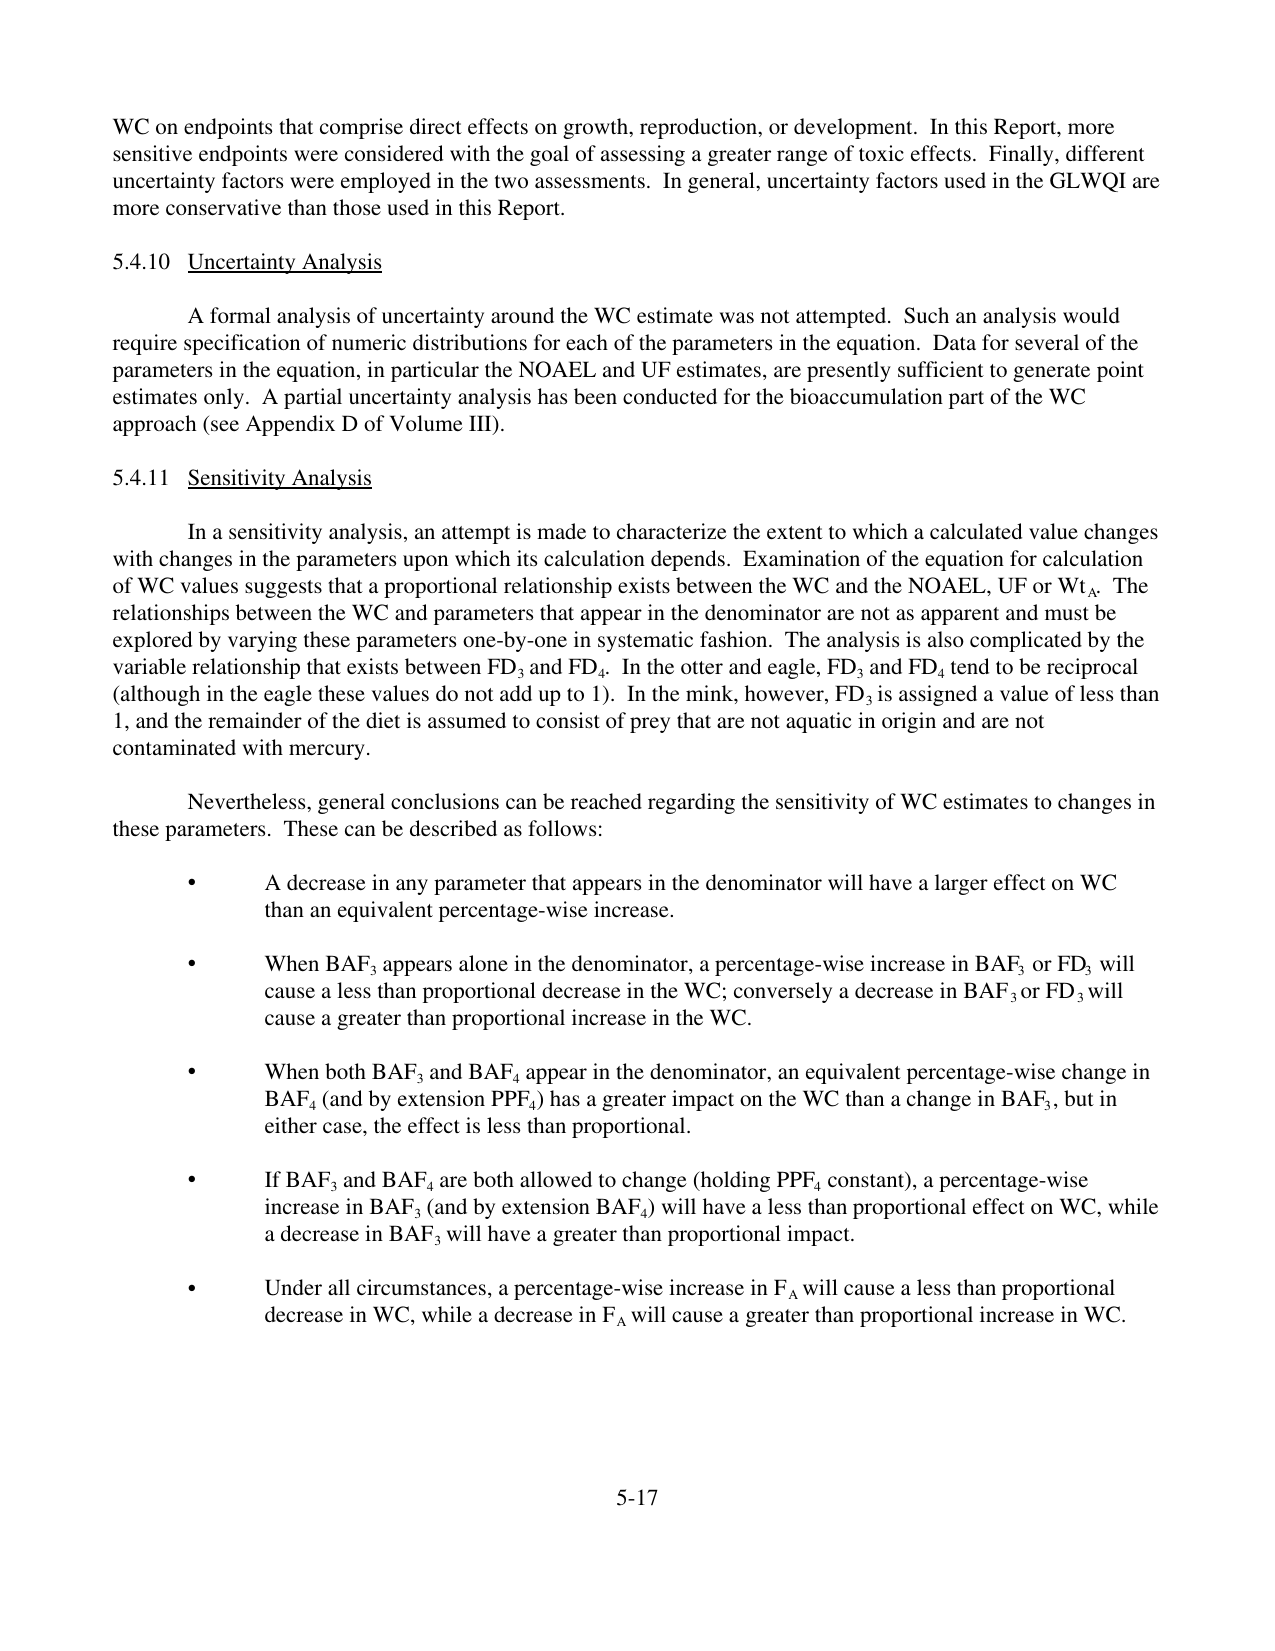 WC on endpoints that comprise direct effects on growth, reproduction, or development.  In this Report, more
sensitive endpoints were considered with the goal of assessing a greater range of toxic effects.  Finally, different
uncertainty factors were employed in the two assessments.  In general, uncertainty factors used in the GLWQI are
more conservative than those used in this Report.
5.4.10 Uncertainty Analysis
A formal analysis of uncertainty around the WC estimate was not attempted.  Such an analysis would
require specification of numeric distributions for each of the parameters in the equation.  Data for several of the
parameters in the equation, in particular the NOAEL and UF estimates, are presently sufficient to generate point
estimates only.  A partial uncertainty analysis has been conducted for the bioaccumulation part of the WC
approach (see Appendix D of Volume III).
5.4.11 Sensitivity Analysis
In a sensitivity analysis, an attempt is made to characterize the extent to which a calculated value changes
with changes in the parameters upon which its calculation depends.  Examination of the equation for calculation
of WC values suggests that a proportional relationship exists between the WC and the NOAEL, UF or Wt_A.  The
relationships between the WC and parameters that appear in the denominator are not as apparent and must be
explored by varying these parameters one-by-one in systematic fashion.  The analysis is also complicated by the
variable relationship that exists between FD₃ and FD₄.  In the otter and eagle, FD₃ and FD₄ tend to be reciprocal
(although in the eagle these values do not add up to 1).  In the mink, however, FD₃ is assigned a value of less than
1, and the remainder of the diet is assumed to consist of prey that are not aquatic in origin and are not
contaminated with mercury.
Nevertheless, general conclusions can be reached regarding the sensitivity of WC estimates to changes in
these parameters.  These can be described as follows:
• A decrease in any parameter that appears in the denominator will have a larger effect on WC
than an equivalent percentage-wise increase.
• When BAF₃ appears alone in the denominator, a percentage-wise increase in BAF₃ or FD₃ will
cause a less than proportional decrease in the WC; conversely a decrease in BAF₃ or FD₃ will
cause a greater than proportional increase in the WC.
• When both BAF₃ and BAF₄ appear in the denominator, an equivalent percentage-wise change in
BAF₄ (and by extension PPF₄) has a greater impact on the WC than a change in BAF₃, but in
either case, the effect is less than proportional.
• If BAF₃ and BAF₄ are both allowed to change (holding PPF₄ constant), a percentage-wise
increase in BAF₃ (and by extension BAF₄) will have a less than proportional effect on WC, while
a decrease in BAF₃ will have a greater than proportional impact.
• Under all circumstances, a percentage-wise increase in F_A will cause a less than proportional
decrease in WC, while a decrease in F_A will cause a greater than proportional increase in WC.
5-17